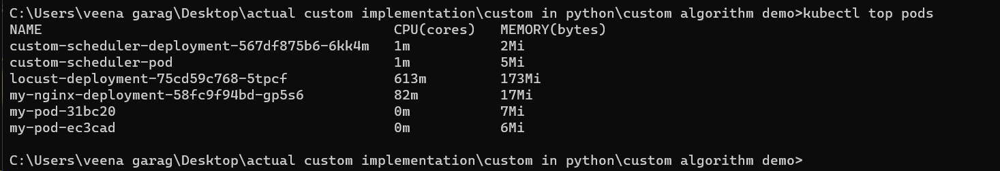 C:\Users\veena garag\Desktop\actual custom implementation\custom in python\custom algorithm demo>kubectl top pods
NAME CPU(cores) MEMORY(bytes)
custom-scheduler-deployment-567df875b6-6kk4m 1m 2Mi
custom-scheduler-pod 1m 5Mi
locust-deployment-75cd59c768-5tpcf 613m 173Mi
my-nginx-deployment-58fc9f94bd-gp5s6 82m 17Mi
my-pod-31bc20 0m 7Mi
my-pod-ec3cad 0m 6Mi
C:\Users\veena garag\Desktop\actual custom implementation\custom in python\custom algorithm demo>